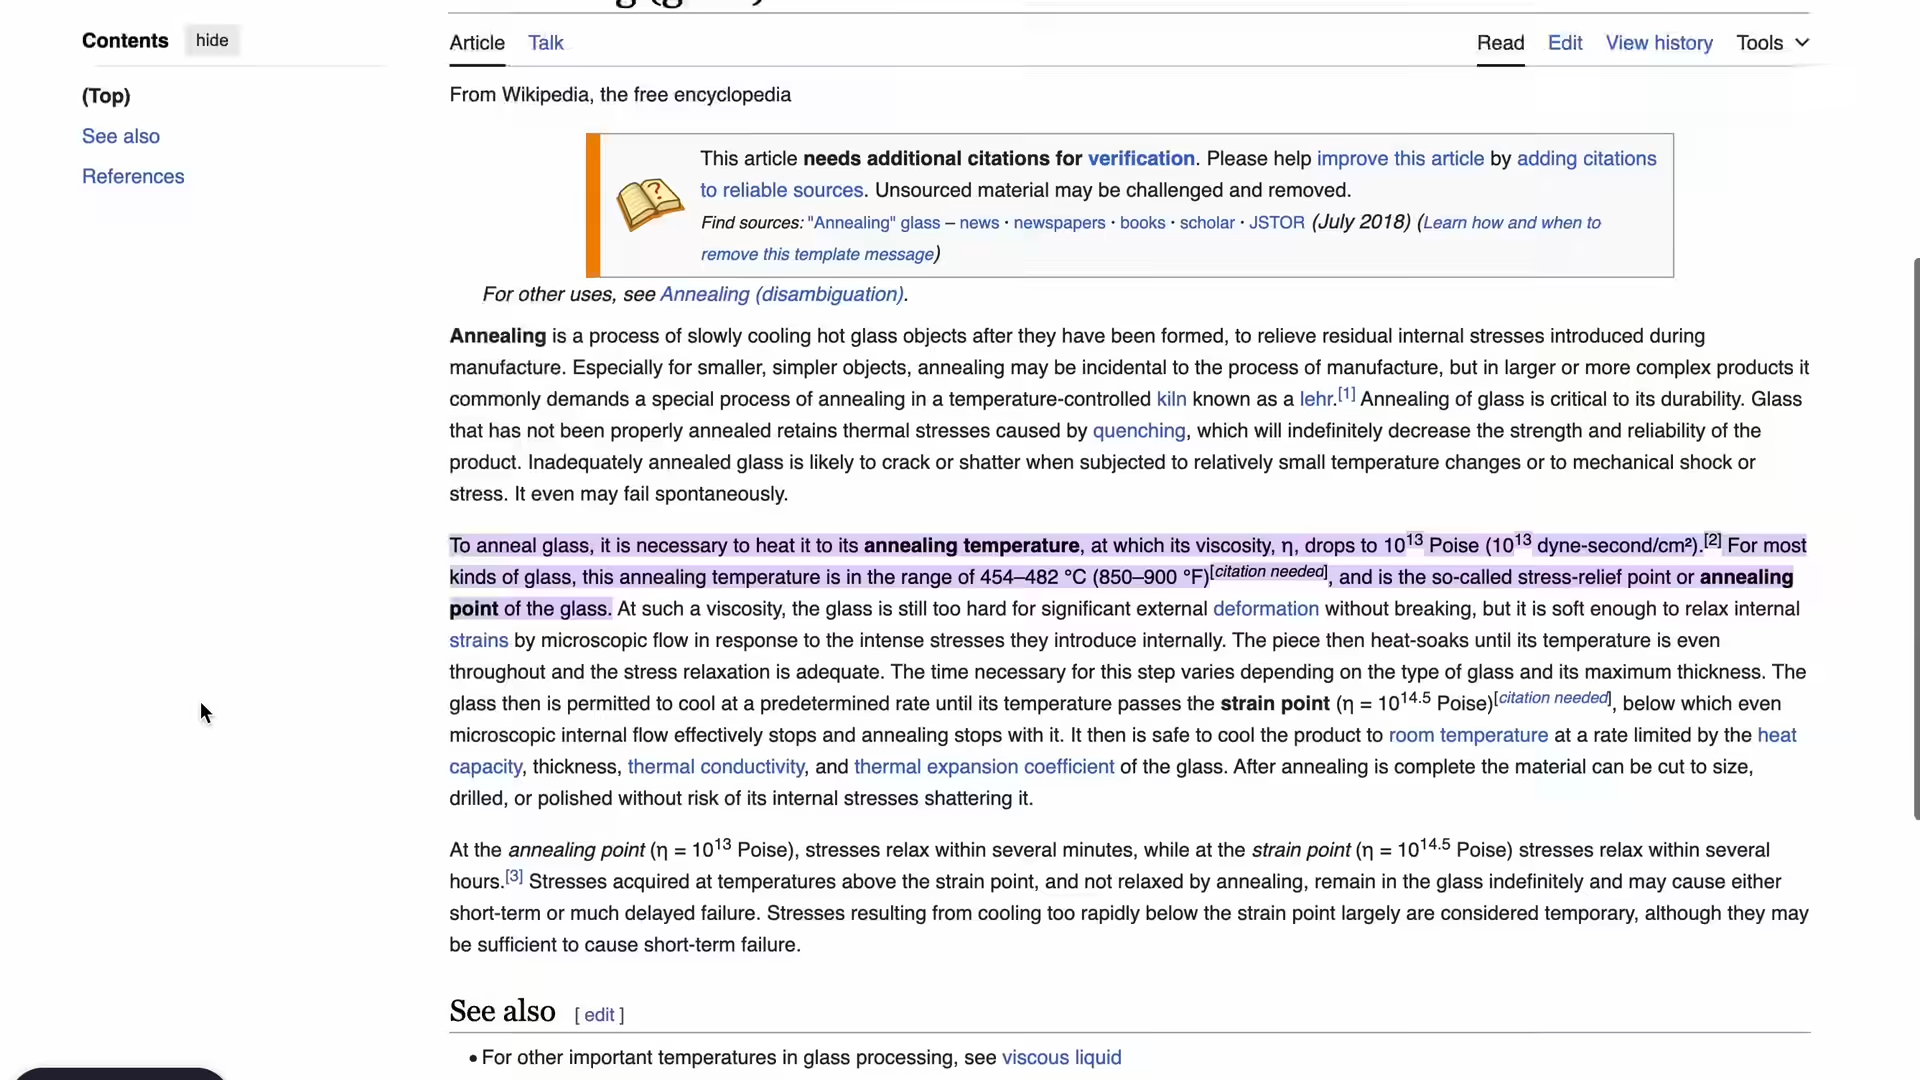 Contents hide
(Top)
See also
References
Article Talk Read Edit View history Tools
From Wikipedia, the free encyclopedia
This article needs additional citations for verification. Please help improve this article by adding citations
to reliable sources. Unsourced material may be challenged and removed.
Find sources: "Annealing" glass – news · newspapers · books · scholar · JSTOR (July 2018) (Learn how and when to
remove this template message)
For other uses, see Annealing (disambiguation).
Annealing is a process of slowly cooling hot glass objects after they have been formed, to relieve residual internal stresses introduced during
manufacture. Especially for smaller, simpler objects, annealing may be incidental to the process of manufacture, but in larger or more complex products it
commonly demands a special process of annealing in a temperature-controlled kiln known as a lehr.[1] Annealing of glass is critical to its durability. Glass
that has not been properly annealed retains thermal stresses caused by quenching, which will indefinitely decrease the strength and reliability of the
product. Inadequately annealed glass is likely to crack or shatter when subjected to relatively small temperature changes or to mechanical shock or
stress. It even may fail spontaneously.
To anneal glass, it is necessary to heat it to its annealing temperature, at which its viscosity, η, drops to 10¹³ Poise (10¹³ dyne-second/cm²).[2] For most
kinds of glass, this annealing temperature is in the range of 454–482 °C (850–900 °F)[citation needed], and is the so-called stress-relief point or annealing
point of the glass. At such a viscosity, the glass is still too hard for significant external deformation without breaking, but it is soft enough to relax internal
strains by microscopic flow in response to the intense stresses they introduce internally. The piece then heat-soaks until its temperature is even
throughout and the stress relaxation is adequate. The time necessary for this step varies depending on the type of glass and its maximum thickness. The
glass then is permitted to cool at a predetermined rate until its temperature passes the strain point (η = 10^14.5 Poise)[citation needed], below which even
microscopic internal flow effectively stops and annealing stops with it. It then is safe to cool the product to room temperature at a rate limited by the heat
capacity, thickness, thermal conductivity, and thermal expansion coefficient of the glass. After annealing is complete the material can be cut to size,
drilled, or polished without risk of its internal stresses shattering it.
At the annealing point (η = 10¹³ Poise), stresses relax within several minutes, while at the strain point (η = 10^14.5 Poise) stresses relax within several
hours.[3] Stresses acquired at temperatures above the strain point, and not relaxed by annealing, remain in the glass indefinitely and may cause either
short-term or much delayed failure. Stresses resulting from cooling too rapidly below the strain point largely are considered temporary, although they may
be sufficient to cause short-term failure.
See also [ edit ]
• For other important temperatures in glass processing, see viscous liquid